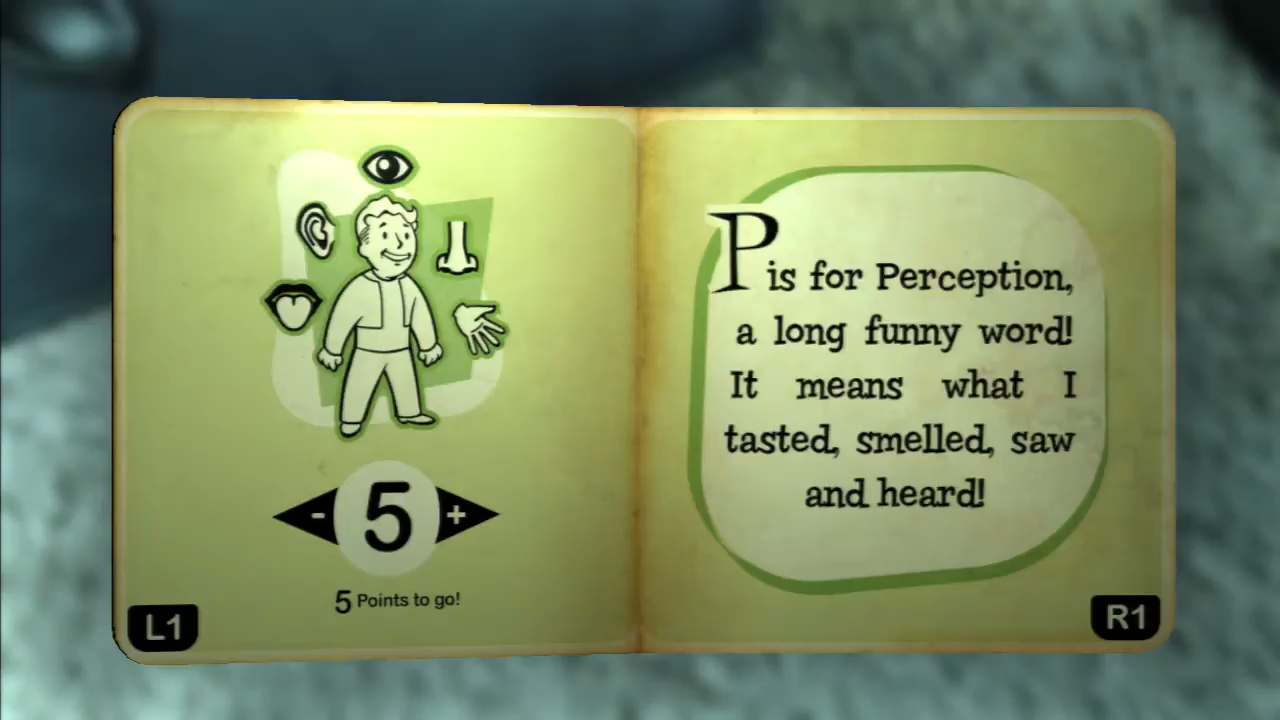 - 5 +
5 Points to go!
L1
P is for Perception,
a long funny word!
It means what I
tasted, smelled, saw
and heard!
R1